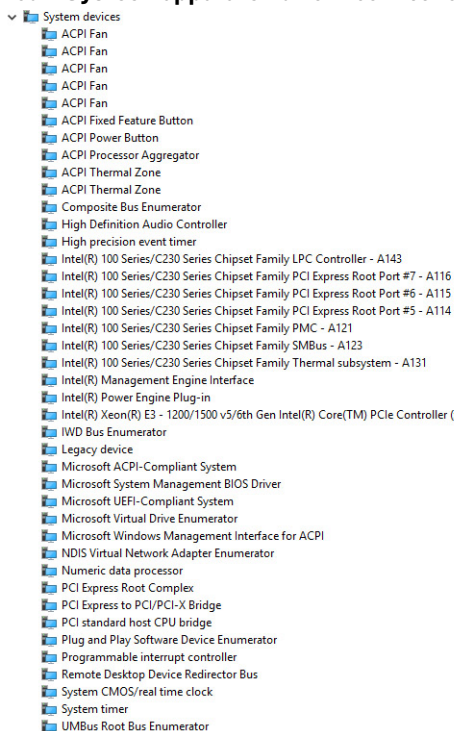 System devices
ACPI Fan
ACPI Fan
ACPI Fan
ACPI Fan
ACPI Fan
ACPI Fixed Feature Button
ACPI Power Button
ACPI Processor Aggregator
ACPI Thermal Zone
ACPI Thermal Zone
Composite Bus Enumerator
High Definition Audio Controller
High precision event timer
Intel(R) 100 Series/C230 Series Chipset Family LPC Controller - A143
Intel(R) 100 Series/C230 Series Chipset Family PCI Express Root Port #7 - A116
Intel(R) 100 Series/C230 Series Chipset Family PCI Express Root Port #6 - A115
Intel(R) 100 Series/C230 Series Chipset Family PCI Express Root Port #5 - A114
Intel(R) 100 Series/C230 Series Chipset Family PMC - A121
Intel(R) 100 Series/C230 Series Chipset Family SMBus - A123
Intel(R) 100 Series/C230 Series Chipset Family Thermal subsystem - A131
Intel(R) Management Engine Interface
Intel(R) Power Engine Plug-in
Intel(R) Xeon(R) E3 - 1200/1500 v5/6th Gen Intel(R) Core(TM) PCIe Controller (
IWD Bus Enumerator
Legacy device
Microsoft ACPI-Compliant System
Microsoft System Management BIOS Driver
Microsoft UEFI-Compliant System
Microsoft Virtual Drive Enumerator
Microsoft Windows Management Interface for ACPI
NDIS Virtual Network Adapter Enumerator
Numeric data processor
PCI Express Root Complex
PCI Express to PCI/PCI-X Bridge
PCI standard host CPU bridge
Plug and Play Software Device Enumerator
Programmable interrupt controller
Remote Desktop Device Redirector Bus
System CMOS/real time clock
System timer
UMBus Root Bus Enumerator